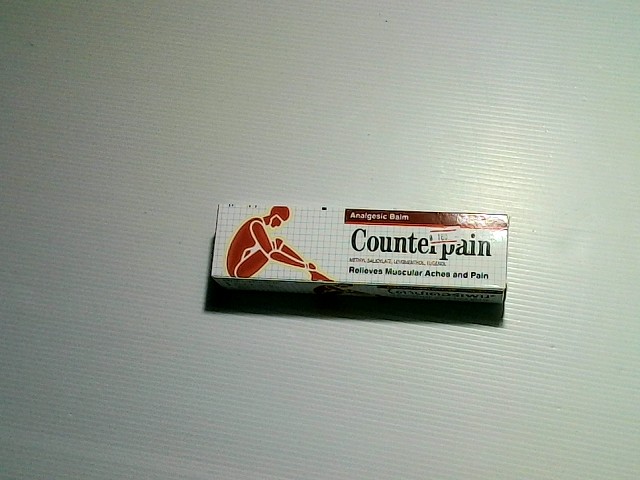 Analgesic Balm
Counterpain
METHYL SALICYLATE, LEVOMENTHOL, EUGENOL
Relieves Muscular Aches and Pain